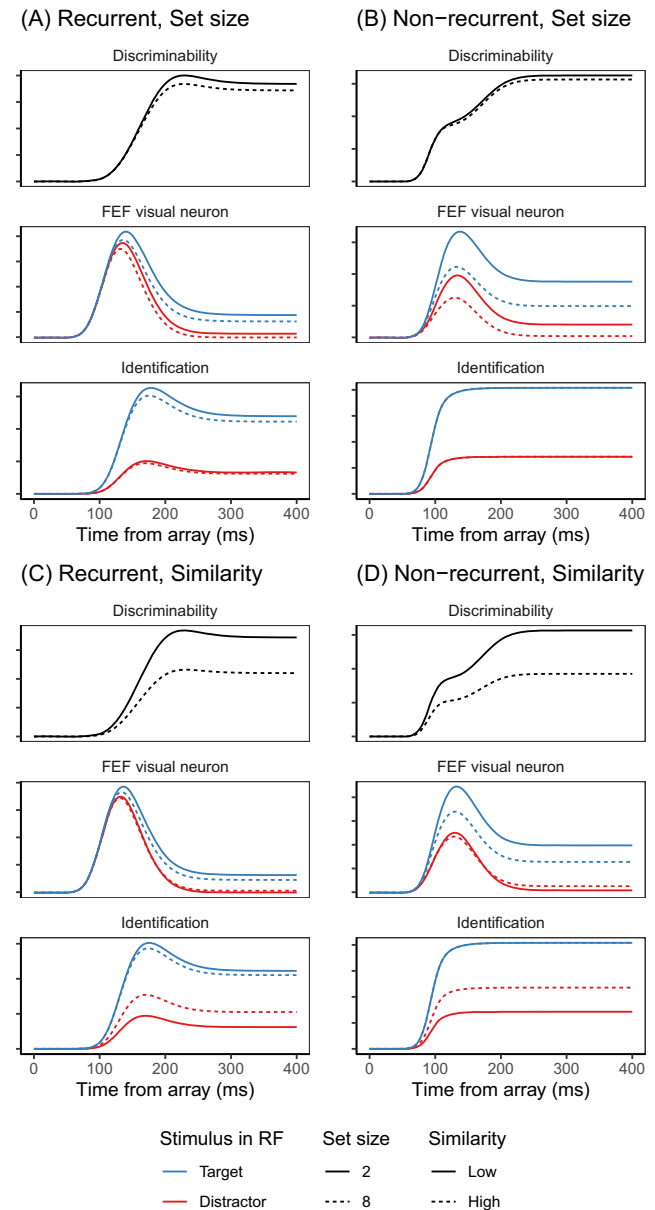 (A) Recurrent, Set size
Discriminability
FEF visual neuron
Identification
0 100 200 300 400
Time from array (ms)
(B) Non−recurrent, Set size
Discriminability
FEF visual neuron
Identification
0 100 200 300 400
Time from array (ms)
(C) Recurrent, Similarity
Discriminability
FEF visual neuron
Identification
0 100 200 300 400
Time from array (ms)
(D) Non−recurrent, Similarity
Discriminability
FEF visual neuron
Identification
0 100 200 300 400
Time from array (ms)
Stimulus in RF
Target
Distractor
Set size
2
8
Similarity
Low
High